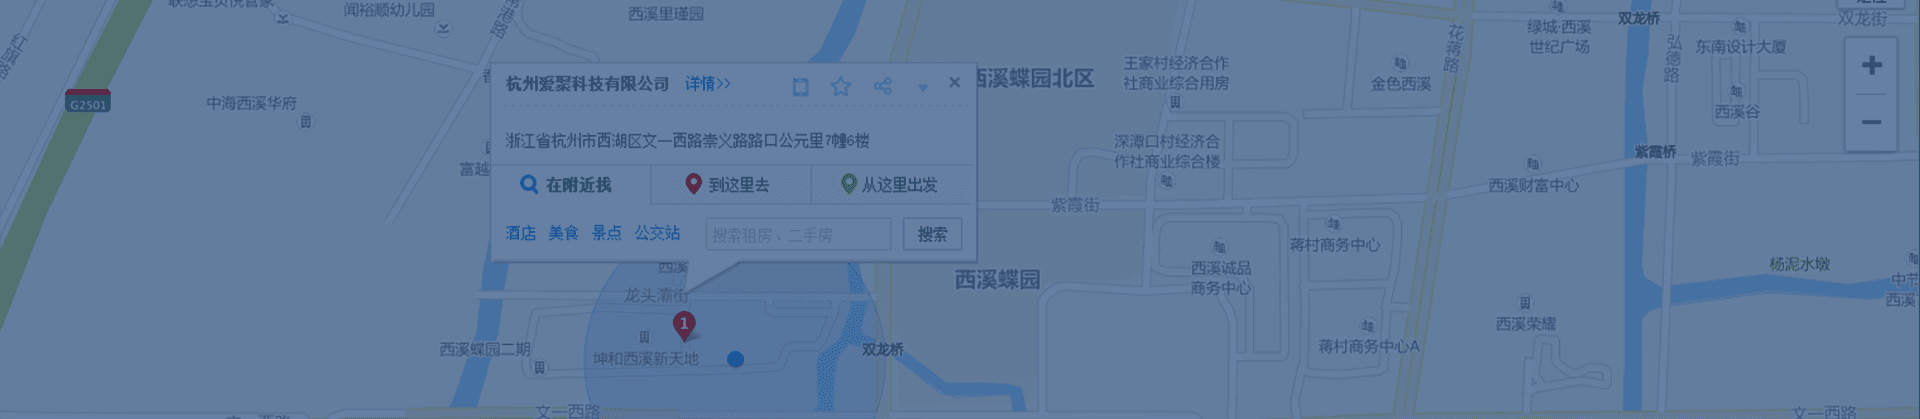 闻裕顺幼儿园
西溪里瑾园
绿城·西溪
世纪广场
双龙桥
双龙街
弘德路
东南设计大厦
花蒋路
红旗路
G2501
中海西溪华府
杭州爱聚科技有限公司 详情>>
浙江省杭州市西湖区文一西路崇义路路口公元里7幢6楼
在附近找 到这里去 从这里出发
酒店 美食 景点 公交站 搜索租房、二手房 搜索
西溪蝶园北区
王家村经济合作
社商业综合用房
金色西溪
西溪谷
深潭口村经济合
作社商业综合楼
紫霞桥
紫霞街
西溪财富中心
富越
紫霞街
蒋村商务中心
西溪诚品
商务中心
西溪蝶园
杨泥水墩
西溪
龙头灞街
1
坤和西溪新天地
西溪蝶园二期
双龙桥
西溪荣耀
蒋村商务中心A
西溪
文一西路
文一西路